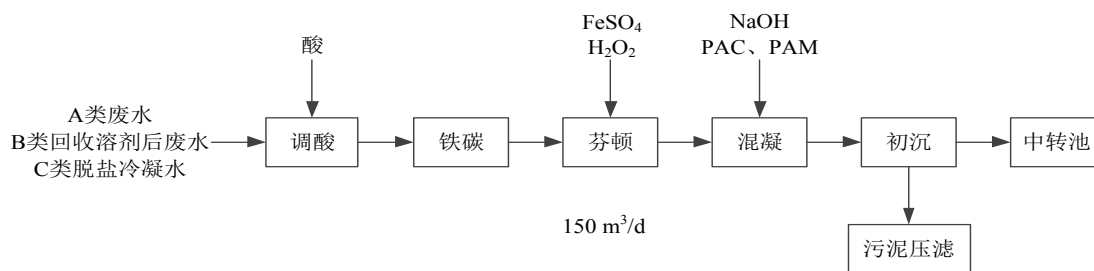 FeSO₄
H₂O₂
NaOH
PAC、PAM
酸
A类废水
B类回收溶剂后废水
C类脱盐冷凝水
调酸
铁碳
芬顿
混凝
初沉
中转池
150 m³/d
污泥压滤